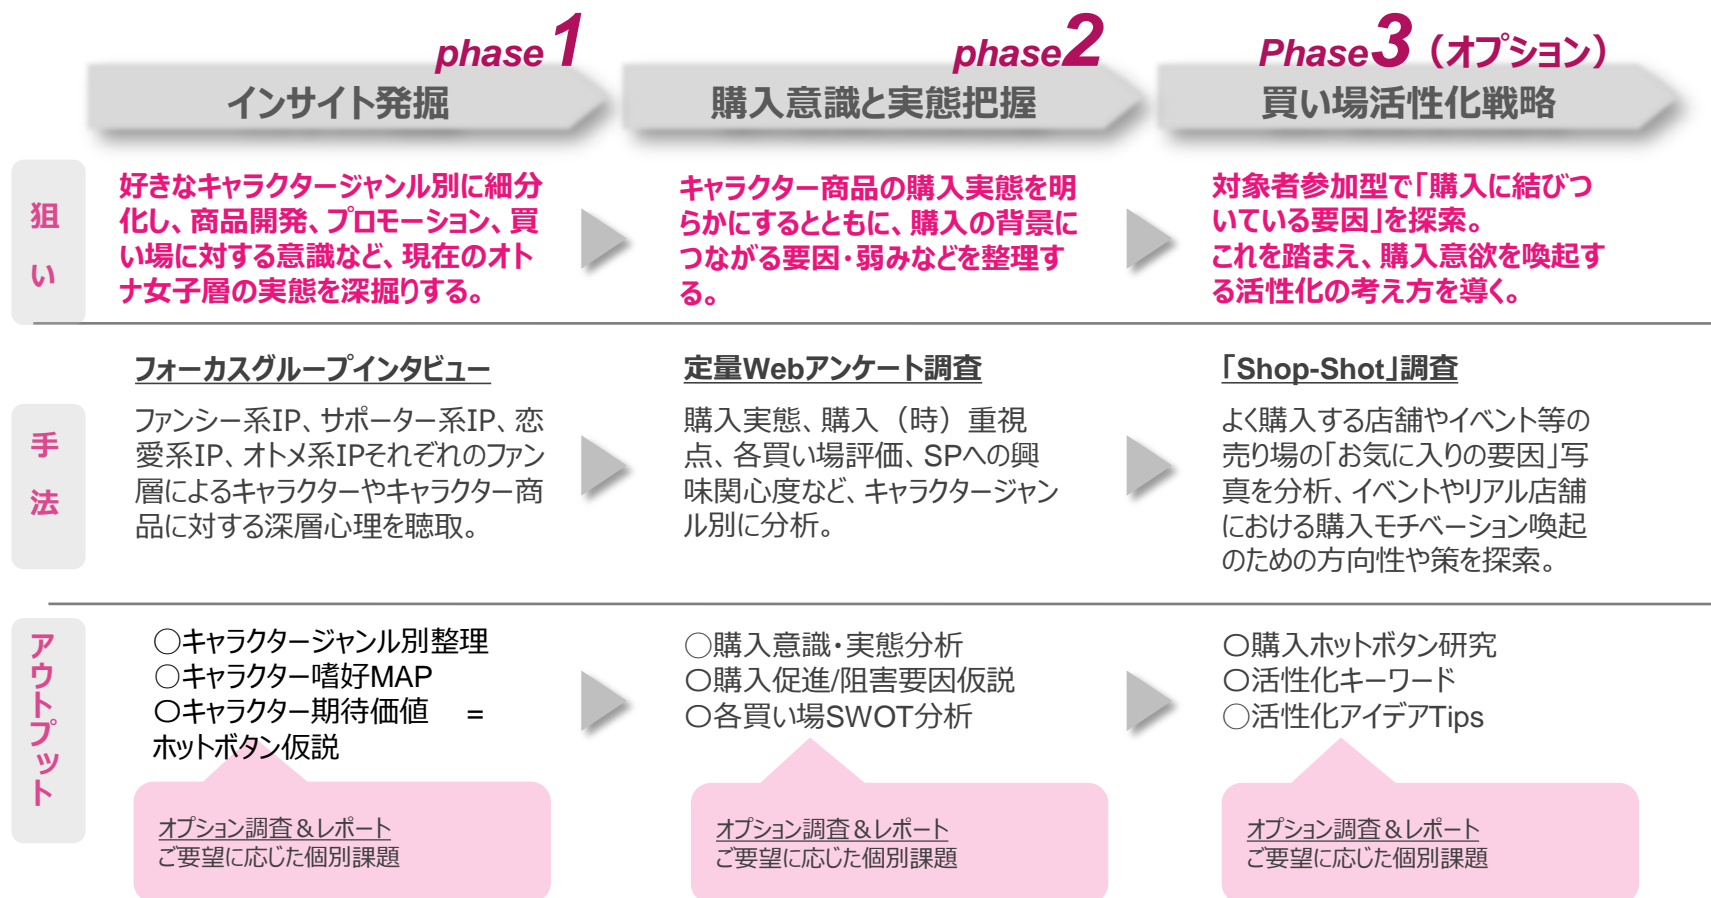 phase1
インサイト発掘
phase2
購入意識と実態把握
Phase3（オプション）
買い場活性化戦略
狙い
好きなキャラクタージャンル別に細分
化し、商品開発、プロモーション、買
い場に対する意識など、現在のオト
ナ女子層の実態を深掘りする。
キャラクター商品の購入実態を明
らかにするとともに、購入の背景に
つながる要因・弱みなどを整理す
る。
対象者参加型で「購入に結びつ
いている要因」を探索。
これを踏まえ、購入意欲を喚起す
る活性化の考え方を導く。
手法
フォーカスグループインタビュー
ファンシー系IP、サポーター系IP、恋
愛系IP、オトメ系IPそれぞれのファン
層によるキャラクターやキャラクター商
品に対する深層心理を聴取。
定量Webアンケート調査
購入実態、購入（時）重視
点、各買い場評価、SPへの興
味関心度など、キャラクタージャン
ル別に分析。
「Shop-Shot」調査
よく購入する店舗やイベント等の
売り場の「お気に入りの要因」写
真を分析、イベントやリアル店舗
における購入モチベーション喚起
のための方向性や策を探索。
アウトプット
○キャラクタージャンル別整理
○キャラクター嗜好MAP
○キャラクター期待価値　=
ホットボタン仮説
○購入意識・実態分析
○購入促進/阻害要因仮説
○各買い場SWOT分析
○購入ホットボタン研究
○活性化キーワード
○活性化アイデアTips
オプション調査＆レポート
ご要望に応じた個別課題
オプション調査＆レポート
ご要望に応じた個別課題
オプション調査＆レポート
ご要望に応じた個別課題